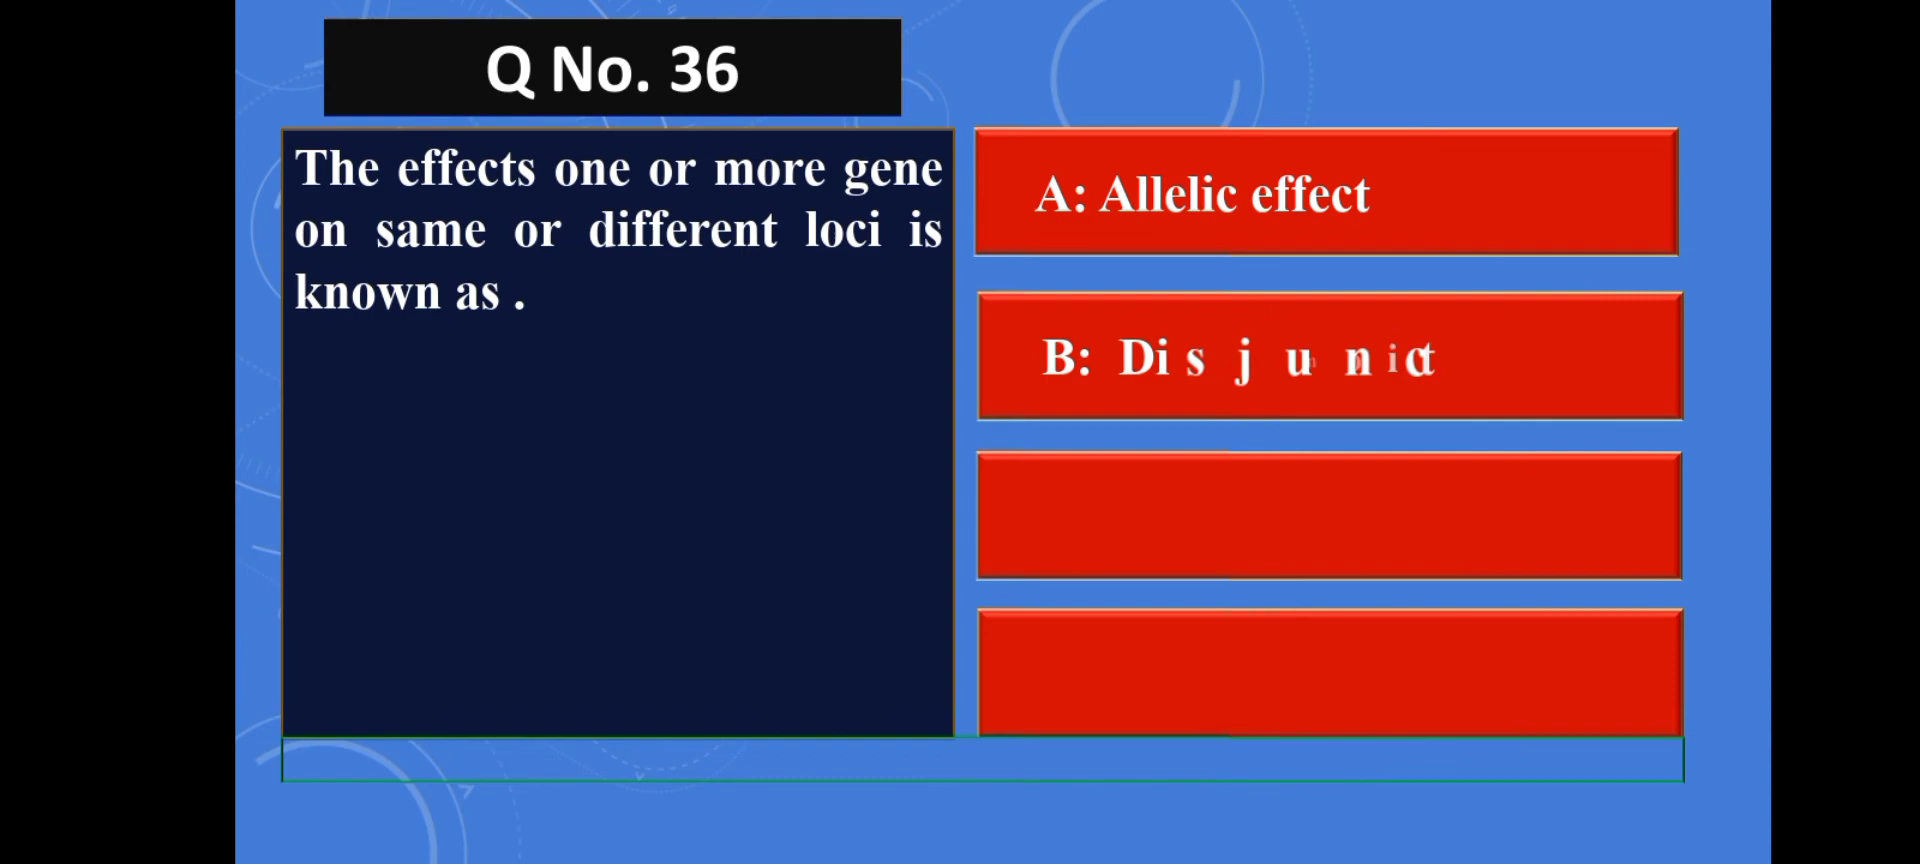 Q No. 36
The effects one or more gene
on same or different loci is
known as .
A: Allelic effect
B: